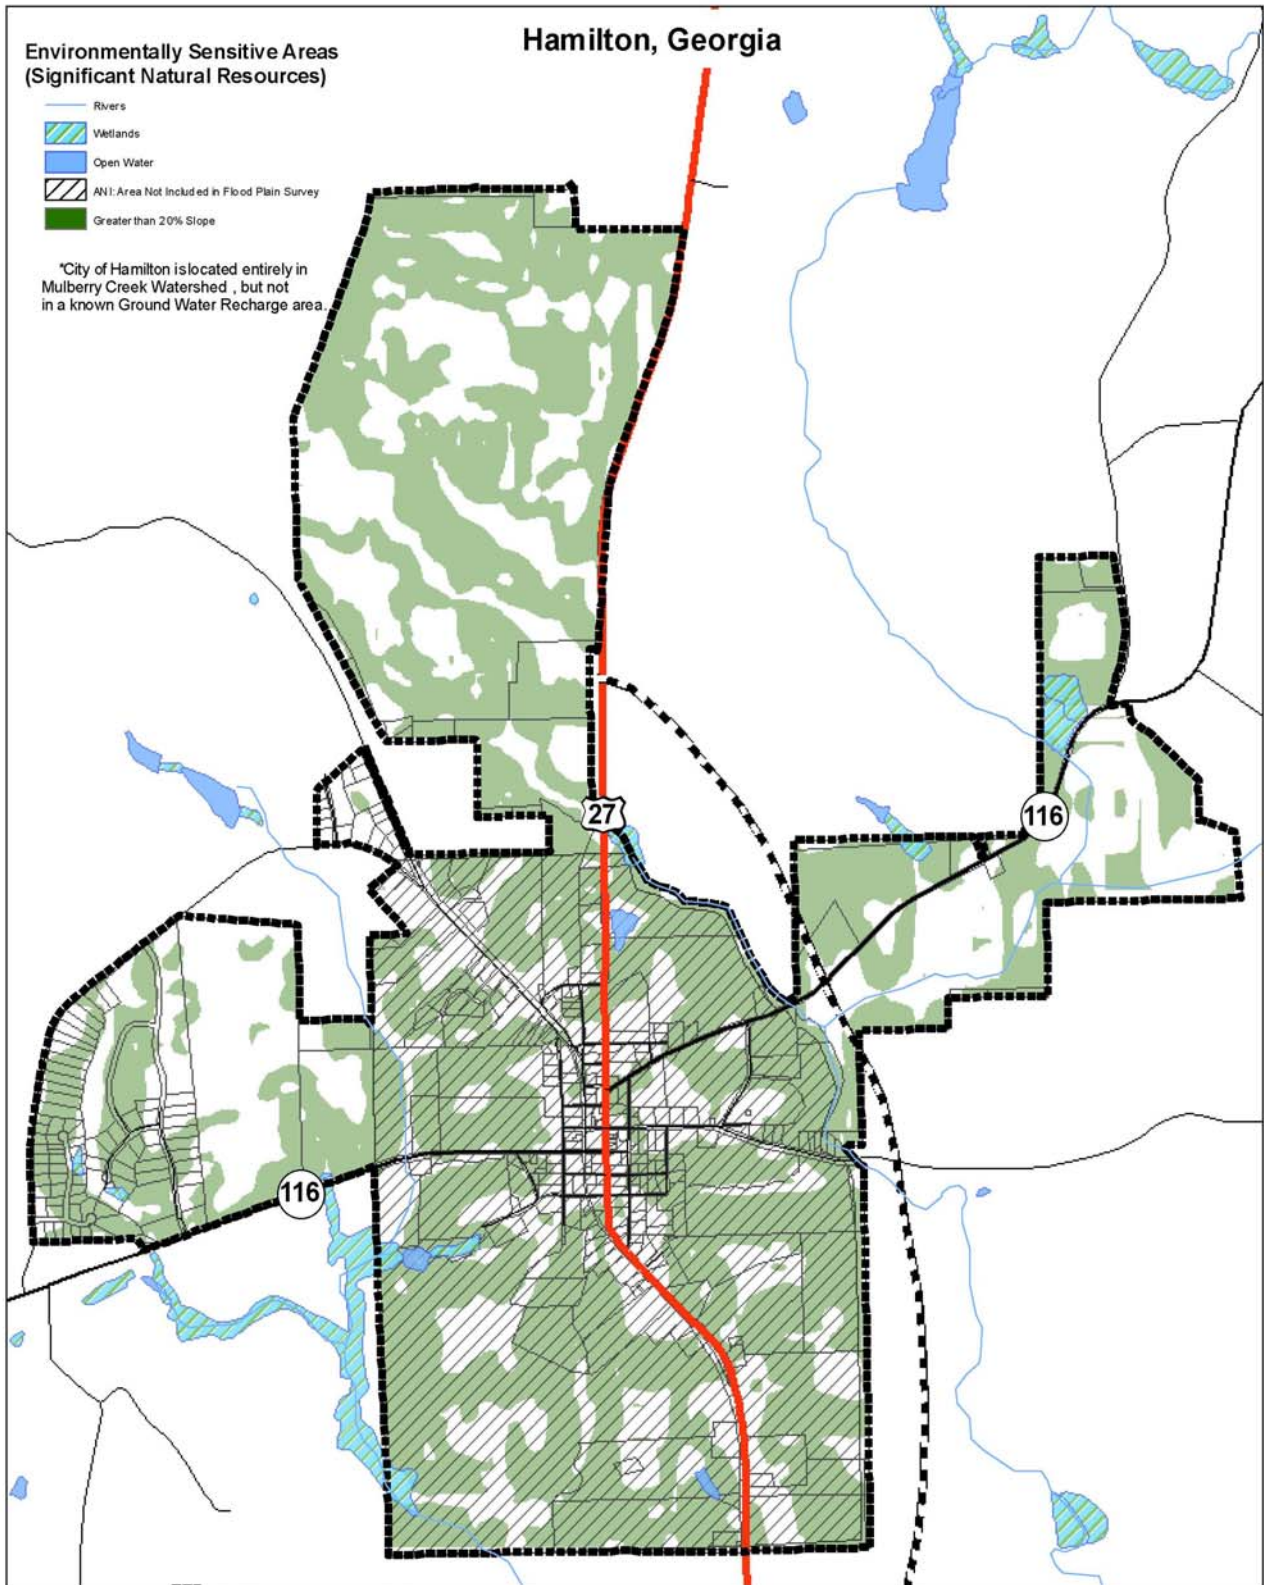 Hamilton, Georgia
Environmentally Sensitive Areas
(Significant Natural Resources)
Rivers
Wetlands
Open Water
ANI: Area Not Included in Flood Plain Survey
Greater than 20% Slope
*City of Hamilton is located entirely in
Mulberry Creek Watershed , but not
in a known Ground Water Recharge area.
27
116
116